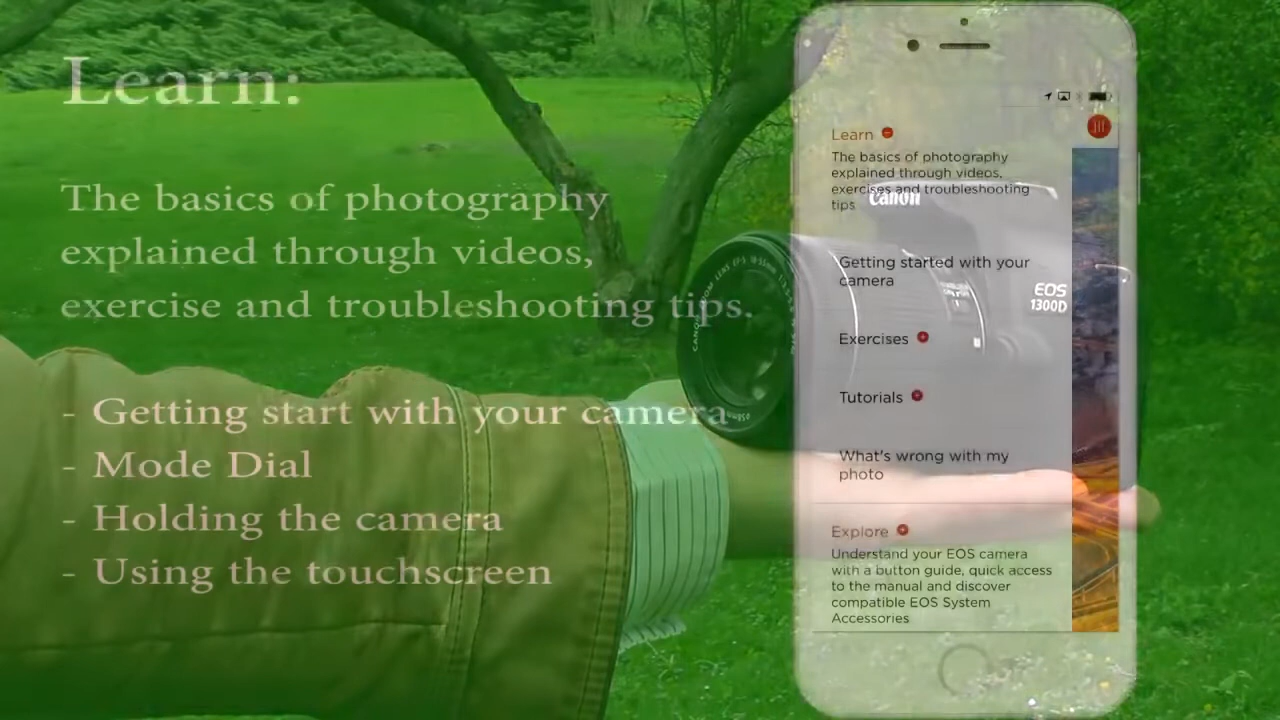 Learn:
The basics of photography
explained through videos,
exercise and troubleshooting tips.
- Getting start with your camera
- Mode Dial
- Holding the camera
- Using the touchscreen
Learn
The basics of photography
explained through videos,
exercises and troubleshooting
tips
Canon
Getting started with your
camera
EOS
1300D
Exercises
Tutorials
What's wrong with my
photo
Explore
Understand your EOS camera
with a button guide, quick access
to the manual and discover
compatible EOS System
Accessories